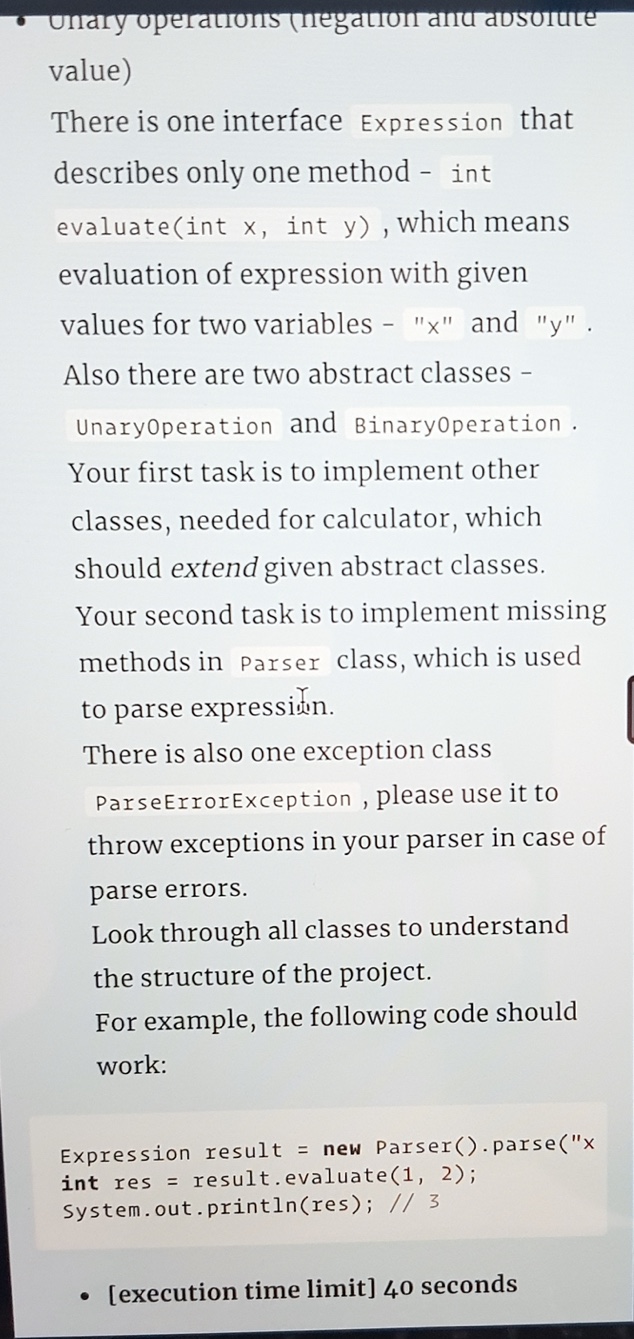 • Unary operations (negation and absolute
value)
There is one interface Expression that
describes only one method - int
evaluate(int x, int y) , which means
evaluation of expression with given
values for two variables - "x" and "y" .
Also there are two abstract classes -
UnaryOperation and BinaryOperation .
Your first task is to implement other
classes, needed for calculator, which
should extend given abstract classes.
Your second task is to implement missing
methods in Parser class, which is used
to parse expression.
There is also one exception class
ParseErrorException , please use it to
throw exceptions in your parser in case of
parse errors.
Look through all classes to understand
the structure of the project.
For example, the following code should
work:
Expression result = new Parser().parse("x
int res = result.evaluate(1, 2);
System.out.println(res); // 3
• [execution time limit] 40 seconds